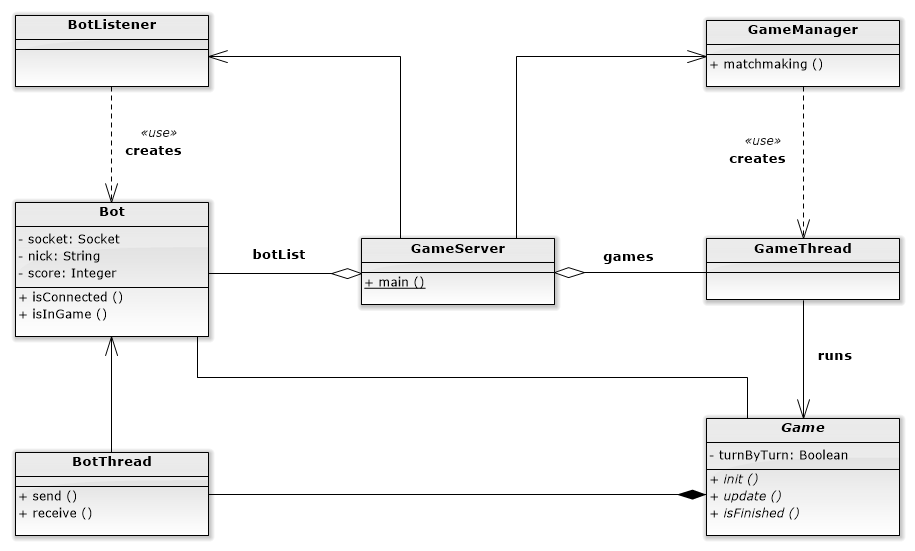 BotListener
GameManager
+ matchmaking ()
«use»
creates
«use»
creates
Bot
- socket: Socket
- nick: String
- score: Integer
+ isConnected ()
+ isInGame ()
botList
GameServer
+ main ()
games
GameThread
runs
BotThread
+ send ()
+ receive ()
Game
- turnByTurn: Boolean
+ init ()
+ update ()
+ isFinished ()